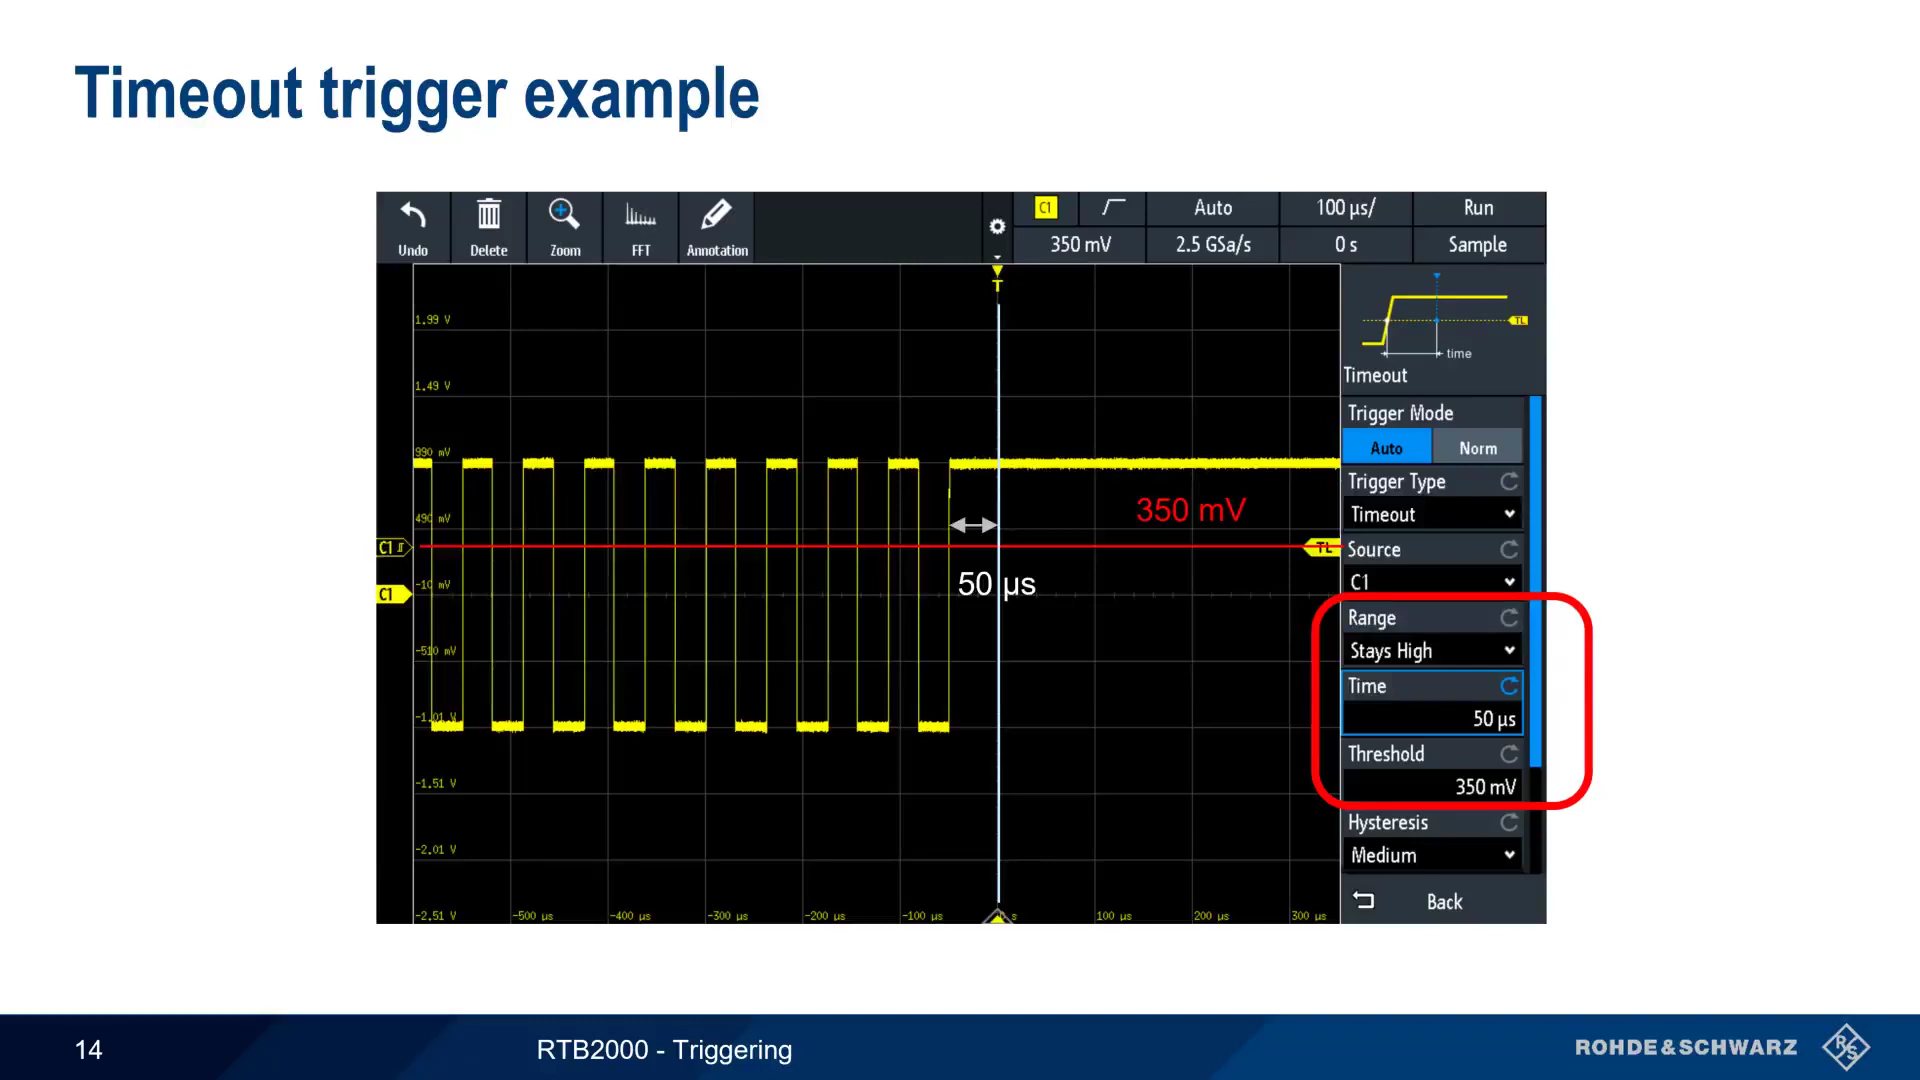 Timeout trigger example
Undo
Delete
Zoom
FFT
Annotation
C1
350 mV
Auto
2.5 GSa/s
100 µs/
0 s
Run
Sample
T
1.99 V
1.49 V
990 mV
490 mV
-10 mV
-510 mV
-1.01 V
-1.51 V
-2.01 V
-2.51 V
-500 µs
-400 µs
-300 µs
-200 µs
-100 µs
100 µs
200 µs
300 µs
C1
C1
350 mV
50 µs
TL
TL
time
Timeout
Trigger Mode
Auto
Norm
Trigger Type
Timeout
Source
C1
Range
Stays High
Time
50 µs
Threshold
350 mV
Hysteresis
Medium
Back
14
RTB2000 - Triggering
ROHDE&SCHWARZ
RS